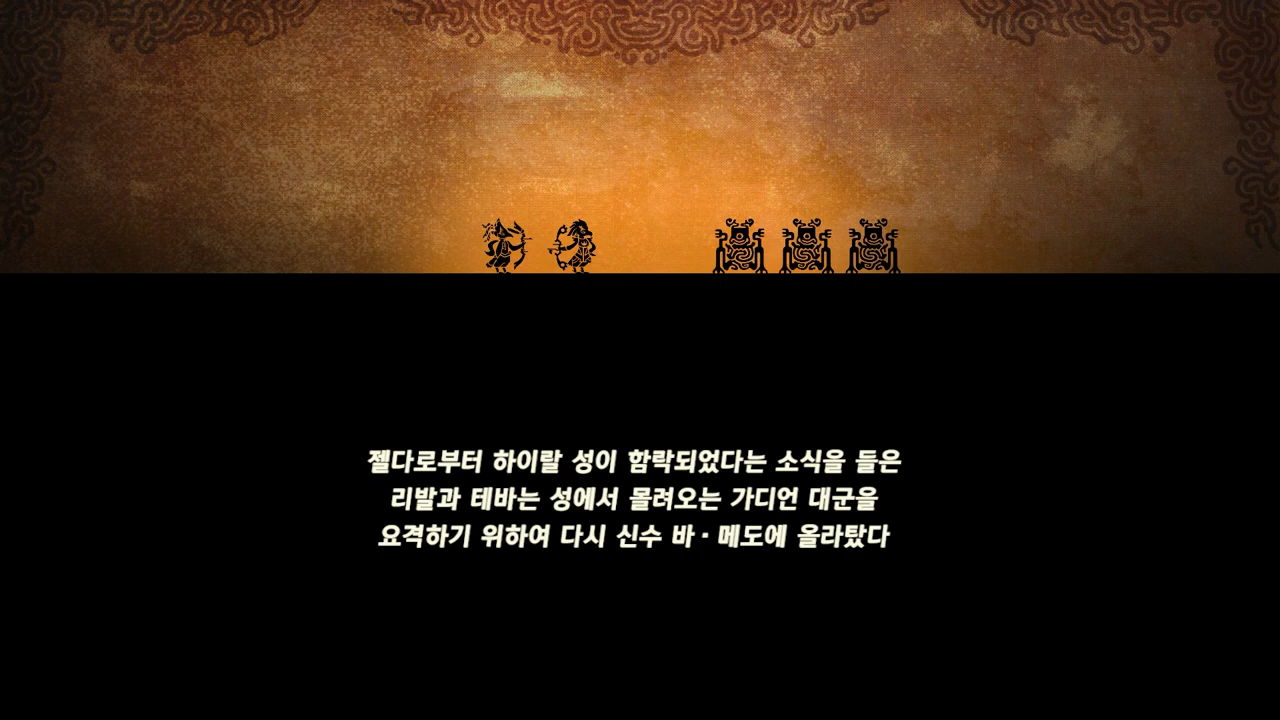 젤다로부터 하이랄 성이 함락되었다는 소식을 들은
리발과 테바는 성에서 몰려오는 가디언 대군을
요격하기 위하여 다시 신수 바·메도에 올라탔다